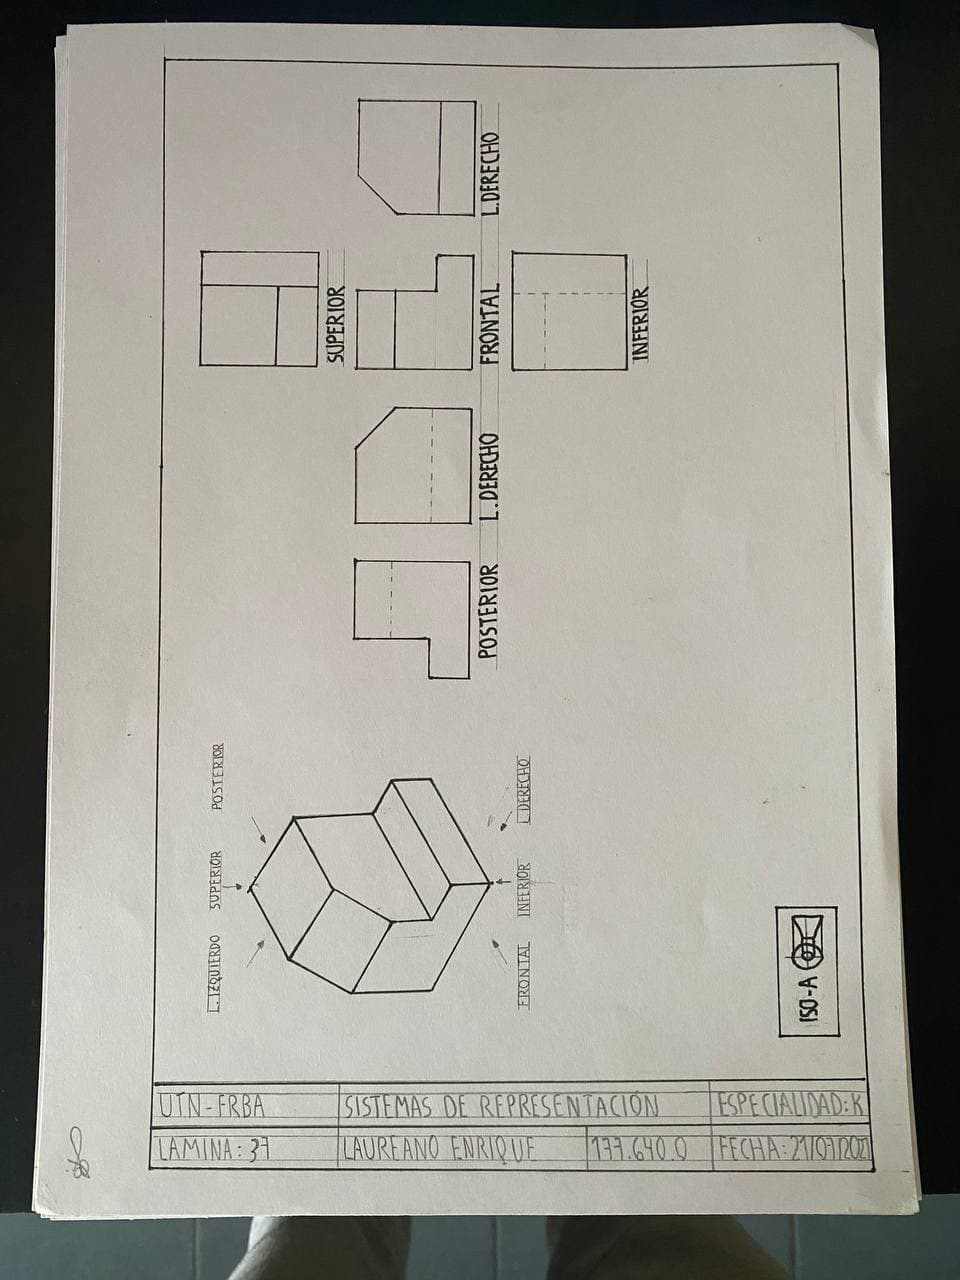 L.DERECHO
SUPERIOR
FRONTAL
INFERIOR
L.DERECHO
POSTERIOR
POSTERIOR
SUPERIOR
L.IZQUIERDO
L.DERECHO
INFERIOR
FRONTAL
ISO-A
UTN-FRBA SISTEMAS DE REPRESENTACIÓN ESPECIALIDAD:K
LAMINA:37 LAUREANO ENRIQUE 177.640.0 FECHA:21/07/2021